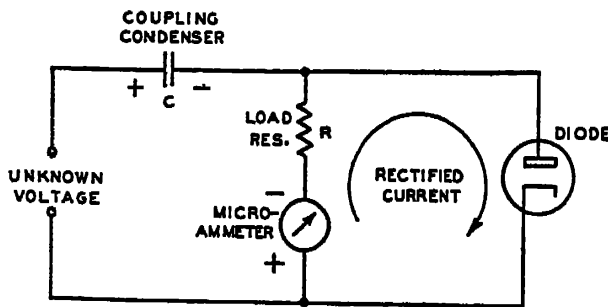 COUPLING
CONDENSER
+ C -
LOAD
RES. R
DIODE
UNKNOWN
VOLTAGE
RECTIFIED
CURRENT
-
MICRO-
AMMETER
+